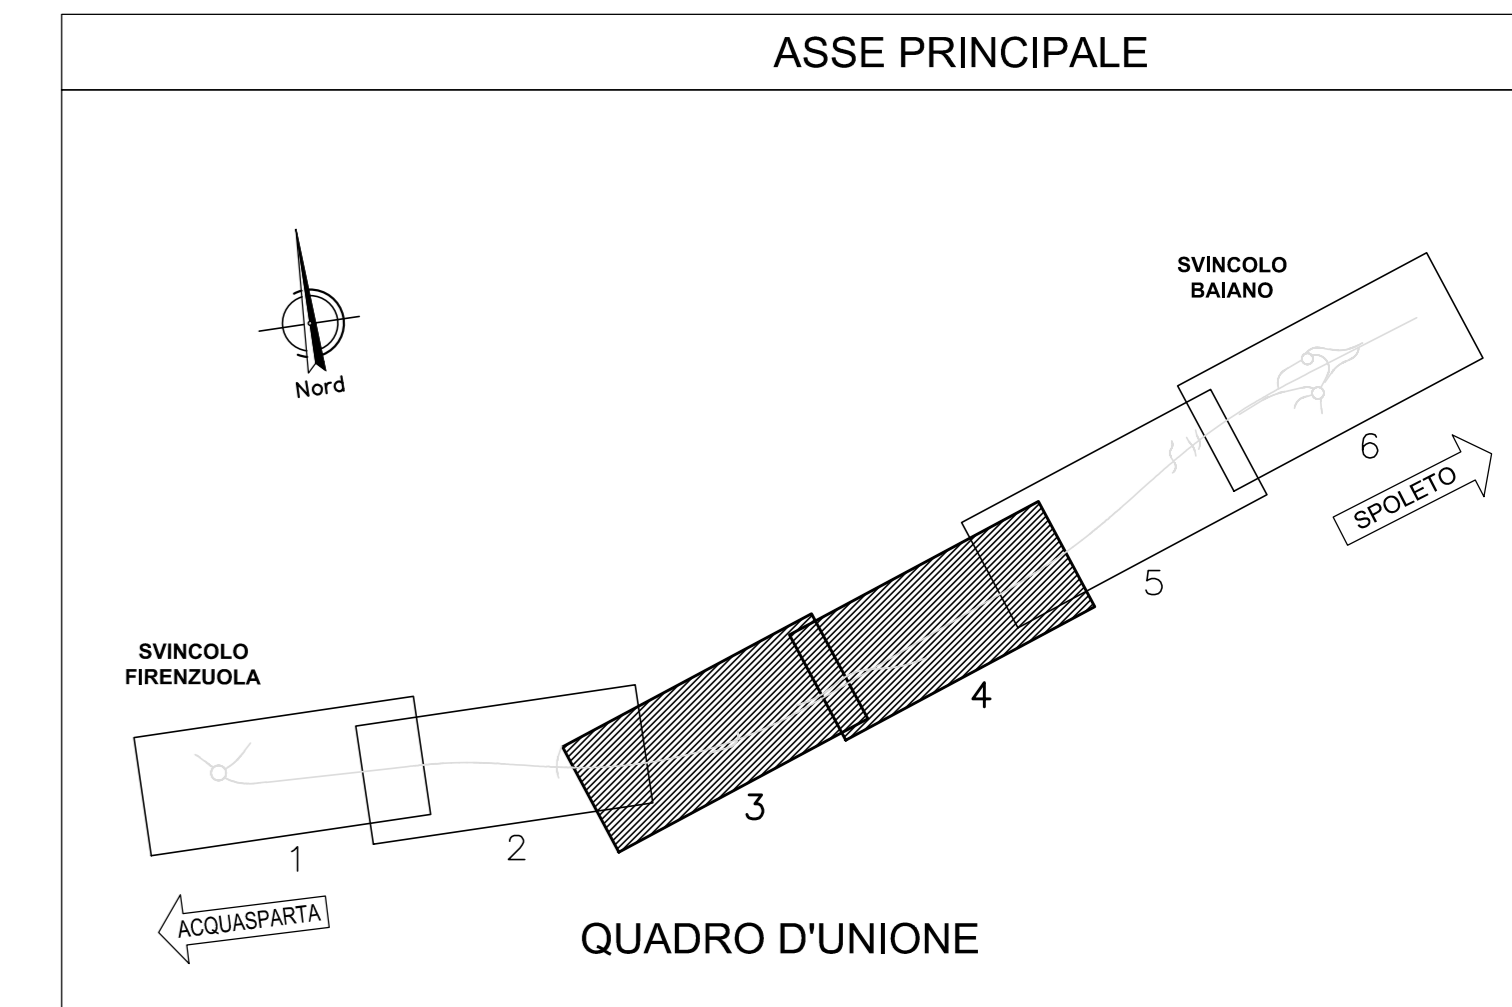 ASSE PRINCIPALE
SVINCOLO
BAIANO
Nord
6
SPOLETO
5
SVINCOLO
FIRENZUOLA
4
3
2
1
ACQUASPARTA
QUADRO D'UNIONE